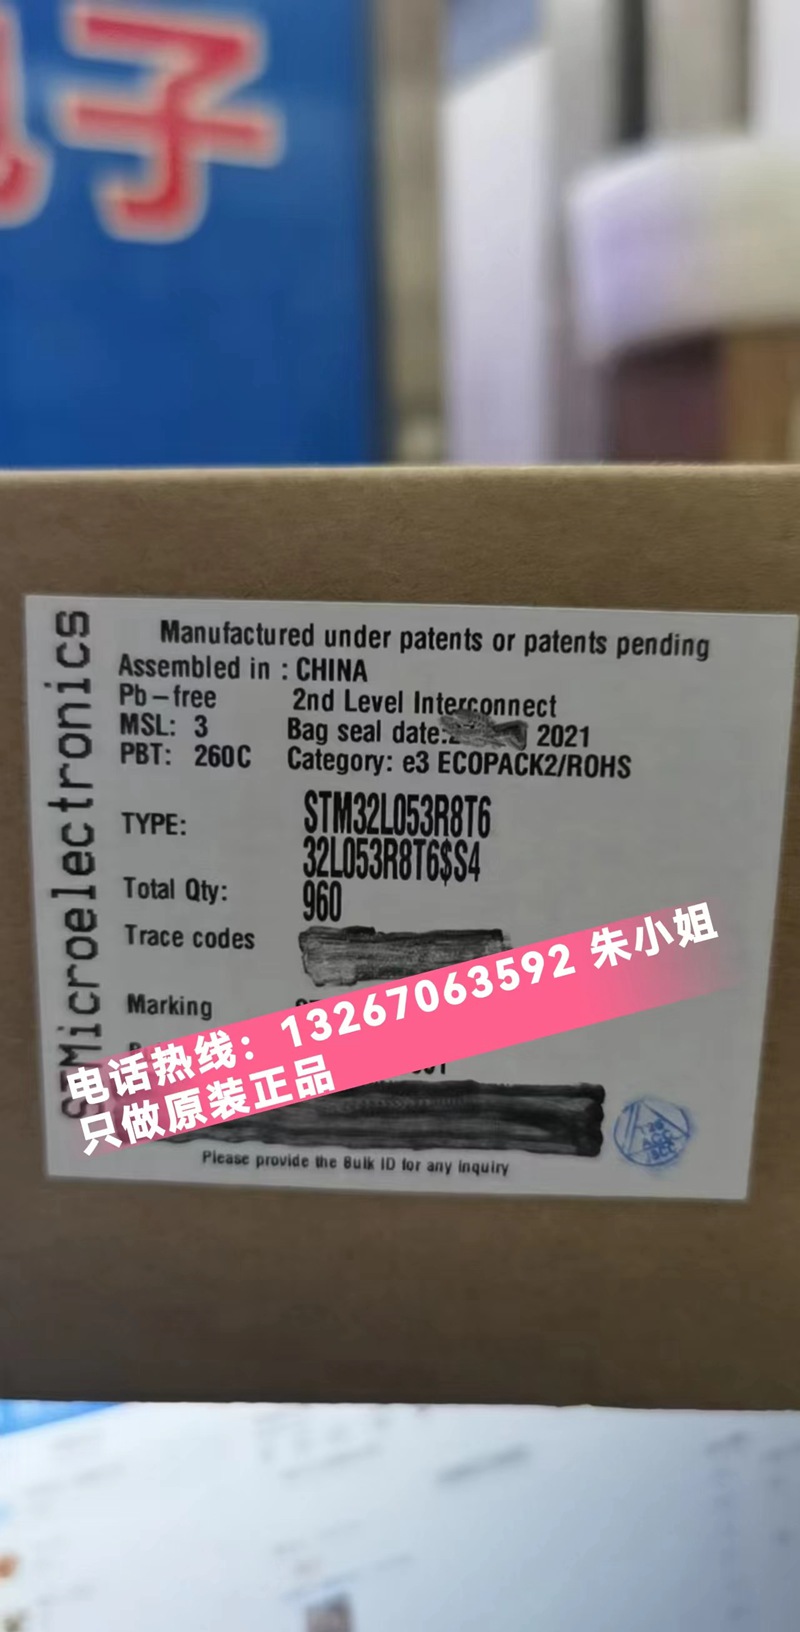 子
STMicroelectronics
Manufactured under patents or patents pending
Assembled in : CHINA
Pb-free 2nd Level Interconnect
MSL: 3 Bag seal date: 2021
PBT: 260C Category: e3 ECOPACK2/ROHS
TYPE: STM32L053R8T6
32L053R8T6$S4
Total Qty: 960
Trace codes
Marking
电话热线：13267063592 朱小姐
只做原装正品
Please provide the Bulk ID for any inquiry